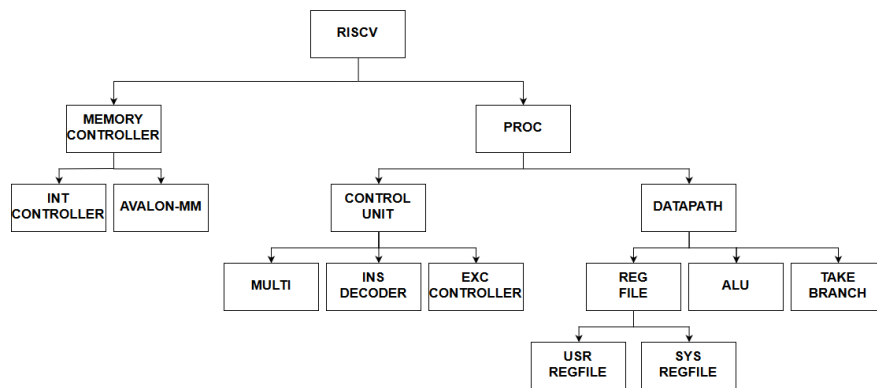 RISCV
MEMORY
CONTROLLER
PROC
INT
CONTROLLER
AVALON-MM
CONTROL
UNIT
DATAPATH
MULTI
INS
DECODER
EXC
CONTROLLER
REG
FILE
ALU
TAKE
BRANCH
USR
REGFILE
SYS
REGFILE